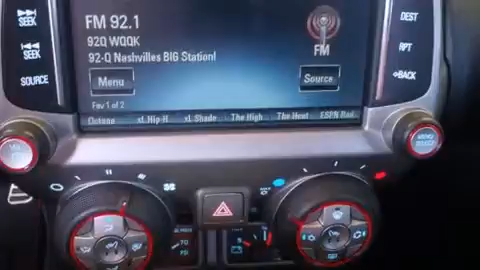 SEEK
SEEK
SOURCE
FM 92.1
92Q WQQK
92-Q Nashvilles BIG Station!
FM
Menu
Source
Fav 1 of 2
Octane
xl Hip-H
xL Shade
The High
The Heat
ESPN Rad
DEST
RPT
BACK
MENU